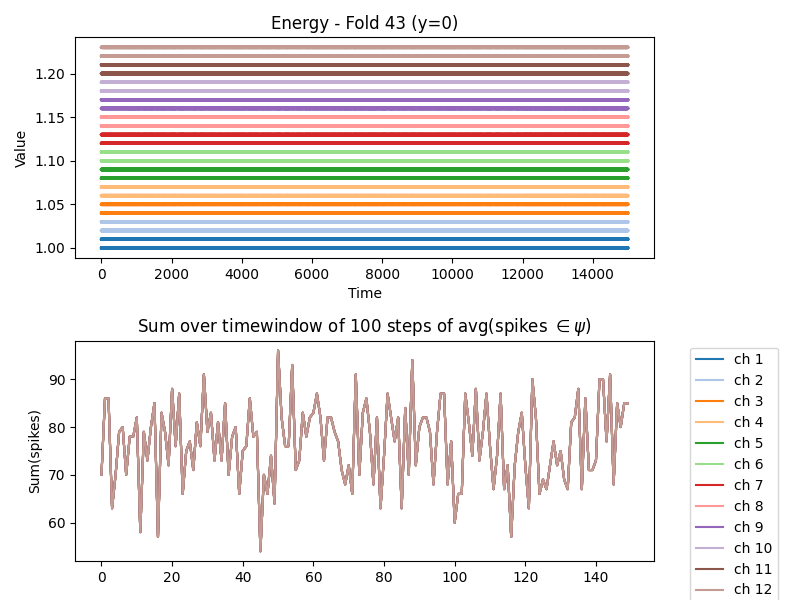 Energy - Fold 43 (y=0)
Value
1.20
1.15
1.10
1.05
1.00
0 2000 4000 6000 8000 10000 12000 14000
Time
Sum over timewindow of 100 steps of avg(spikes ∈ ψ)
Sum(spikes)
90
80
70
60
0 20 40 60 80 100 120 140
ch 1
ch 2
ch 3
ch 4
ch 5
ch 6
ch 7
ch 8
ch 9
ch 10
ch 11
ch 12